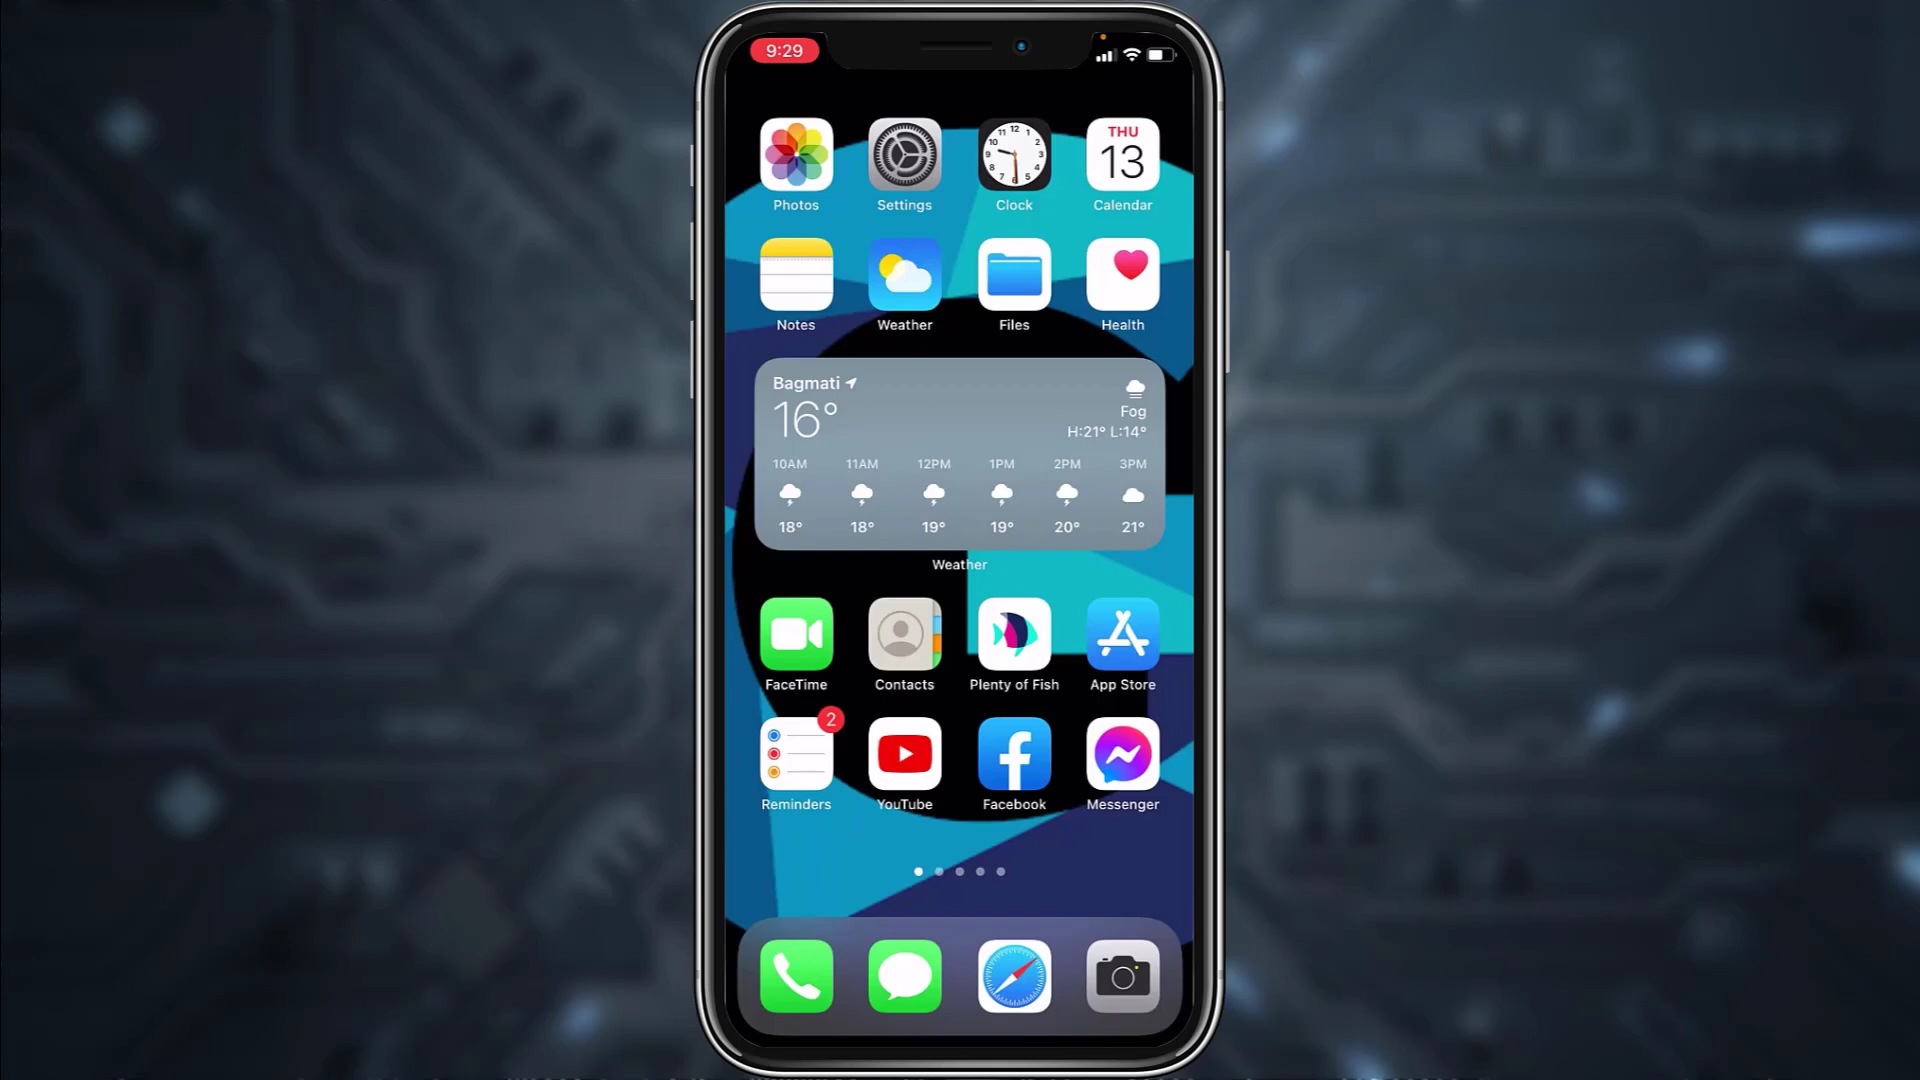 9:29
THU
13
12
Photos Settings Clock Calendar
Notes Weather Files Health
Bagmati
16°
Fog
H:21° L:14°
10AM 11AM 12PM 1PM 2PM 3PM
18° 18° 19° 19° 20° 21°
Weather
FaceTime Contacts Plenty of Fish App Store
2
Reminders YouTube Facebook Messenger